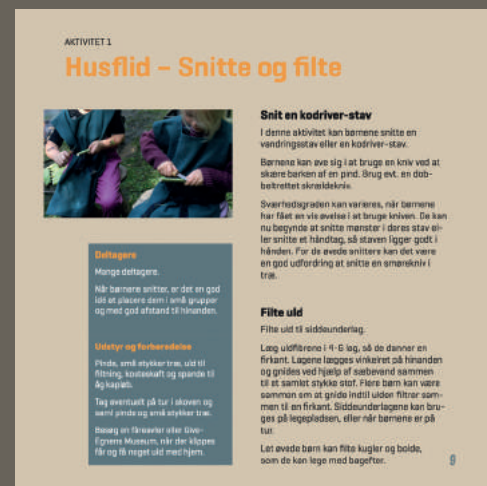 AKTIVITET 1
Husflid – Snitte og filte
Snit en kodriver-stav
I denne aktivitet kan børnene snitte en
vandringsstav eller en kodriver-stav.
Børnene kan øve sig i at bruge en kniv ved at
skære barken af en pind. Brug evt. en dob-
beltrettet skrældekniv.
Sværhedsgraden kan varieres, når børnene
har fået en vis øvelse i at bruge kniven. De kan
nu begynde at snitte mønster i deres stav el-
ler snitte et håndtag, så staven ligger godt i
hånden. For de øvede snittere kan det være
en god udfordring at snitte en smørekniv i
træ.
Filte uld
Filte uld til siddeunderlag.
Læg uldfibrene i 4-6 lag, så de danner en
firkant. Lagene lægges vinkelret på hinanden
og gnides ved hjælp af sæbevand sammen
til et samlet stykke stof. Flere børn kan være
sammen om at gnide indtil ulden filtrer sam-
men til en firkant. Siddeunderlagene kan bru-
ges på legepladsen, eller når børnene er på
tur.
Let øvede børn kan filte kugler og bolde,
som de kan lege med bagefter.
Deltagere
Mange deltagere.
Når børnene snitter, er det en god
idé at placere dem i små grupper
og med god afstand til hinanden.
Udstyr og forberedelse
Pinde, små stykker træ, uld til
filtning, kosteskaft og spande til
åg kapløb.
Tag eventuelt på tur i skoven og
saml pinde og små stykker træ.
Besøg en fåreavler eller Give-
Egnens Museum, når der klippes
får og få noget uld med hjem.
9